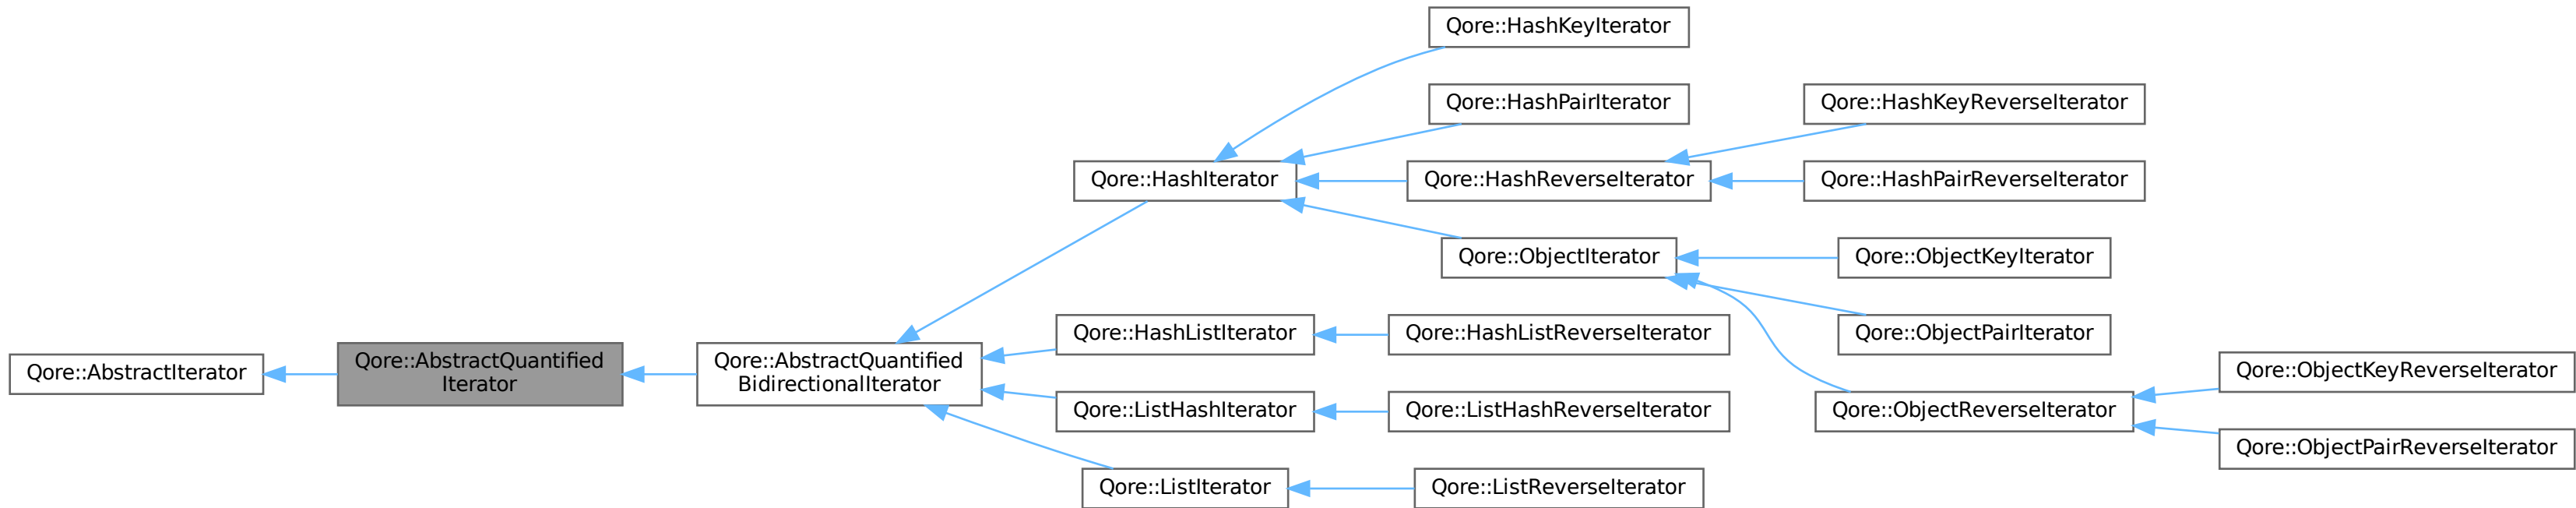 Qore::HashKeyIterator
Qore::HashPairIterator
Qore::HashKeyReverseIterator
Qore::HashIterator
Qore::HashReverseIterator
Qore::HashPairReverseIterator
Qore::ObjectIterator
Qore::ObjectKeyIterator
Qore::HashListIterator
Qore::HashListReverseIterator
Qore::ObjectPairIterator
Qore::AbstractIterator
Qore::AbstractQuantified
Iterator
Qore::AbstractQuantified
BidirectionalIterator
Qore::ObjectKeyReverseIterator
Qore::ListHashIterator
Qore::ListHashReverseIterator
Qore::ObjectReverseIterator
Qore::ObjectPairReverseIterator
Qore::ListIterator
Qore::ListReverseIterator